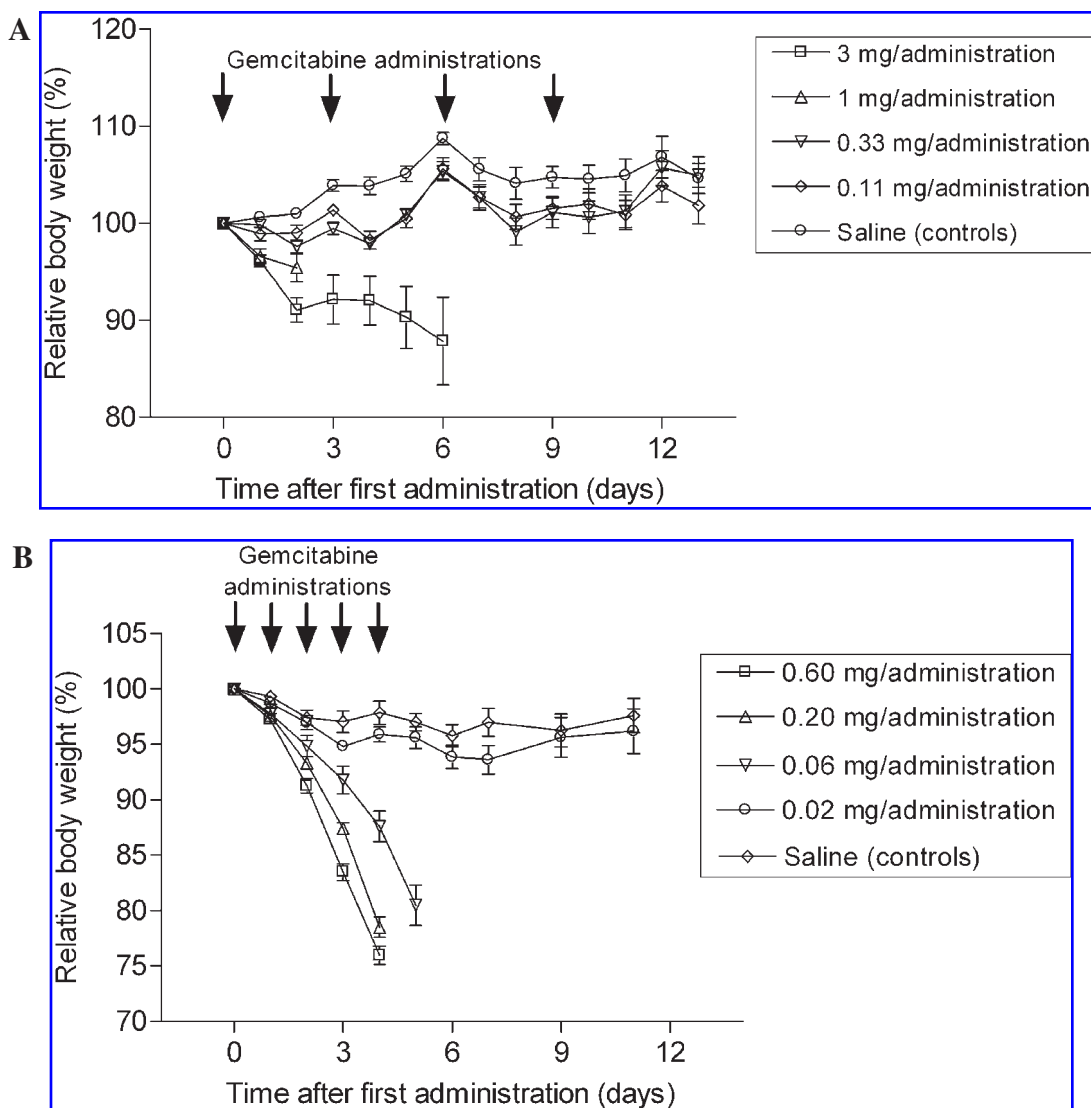 A
120
110
100
90
80
Relative body weight (%)
Gemcitabine administrations
0 3 6 9 12
Time after first administration (days)
3 mg/administration
1 mg/administration
0.33 mg/administration
0.11 mg/administration
Saline (controls)
B
Gemcitabine
administrations
105
100
95
90
85
80
75
70
Relative body weight (%)
0 3 6 9 12
Time after first administration (days)
0.60 mg/administration
0.20 mg/administration
0.06 mg/administration
0.02 mg/administration
Saline (controls)